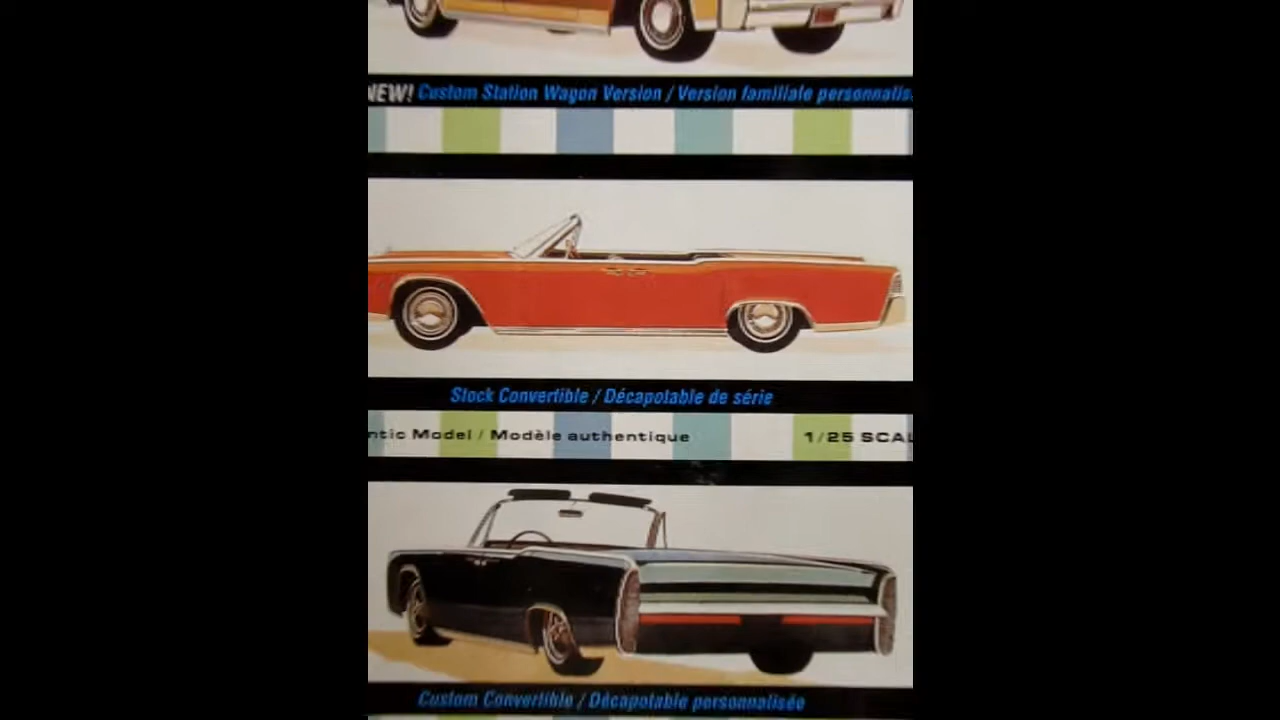 NEW! Custom Station Wagon Version / Version familiale personnalis
Stock Convertible / Décapotable de série
ntic Model / Modèle authentique 1/25 SCAL
Custom Convertible / Décapotable personnalisée